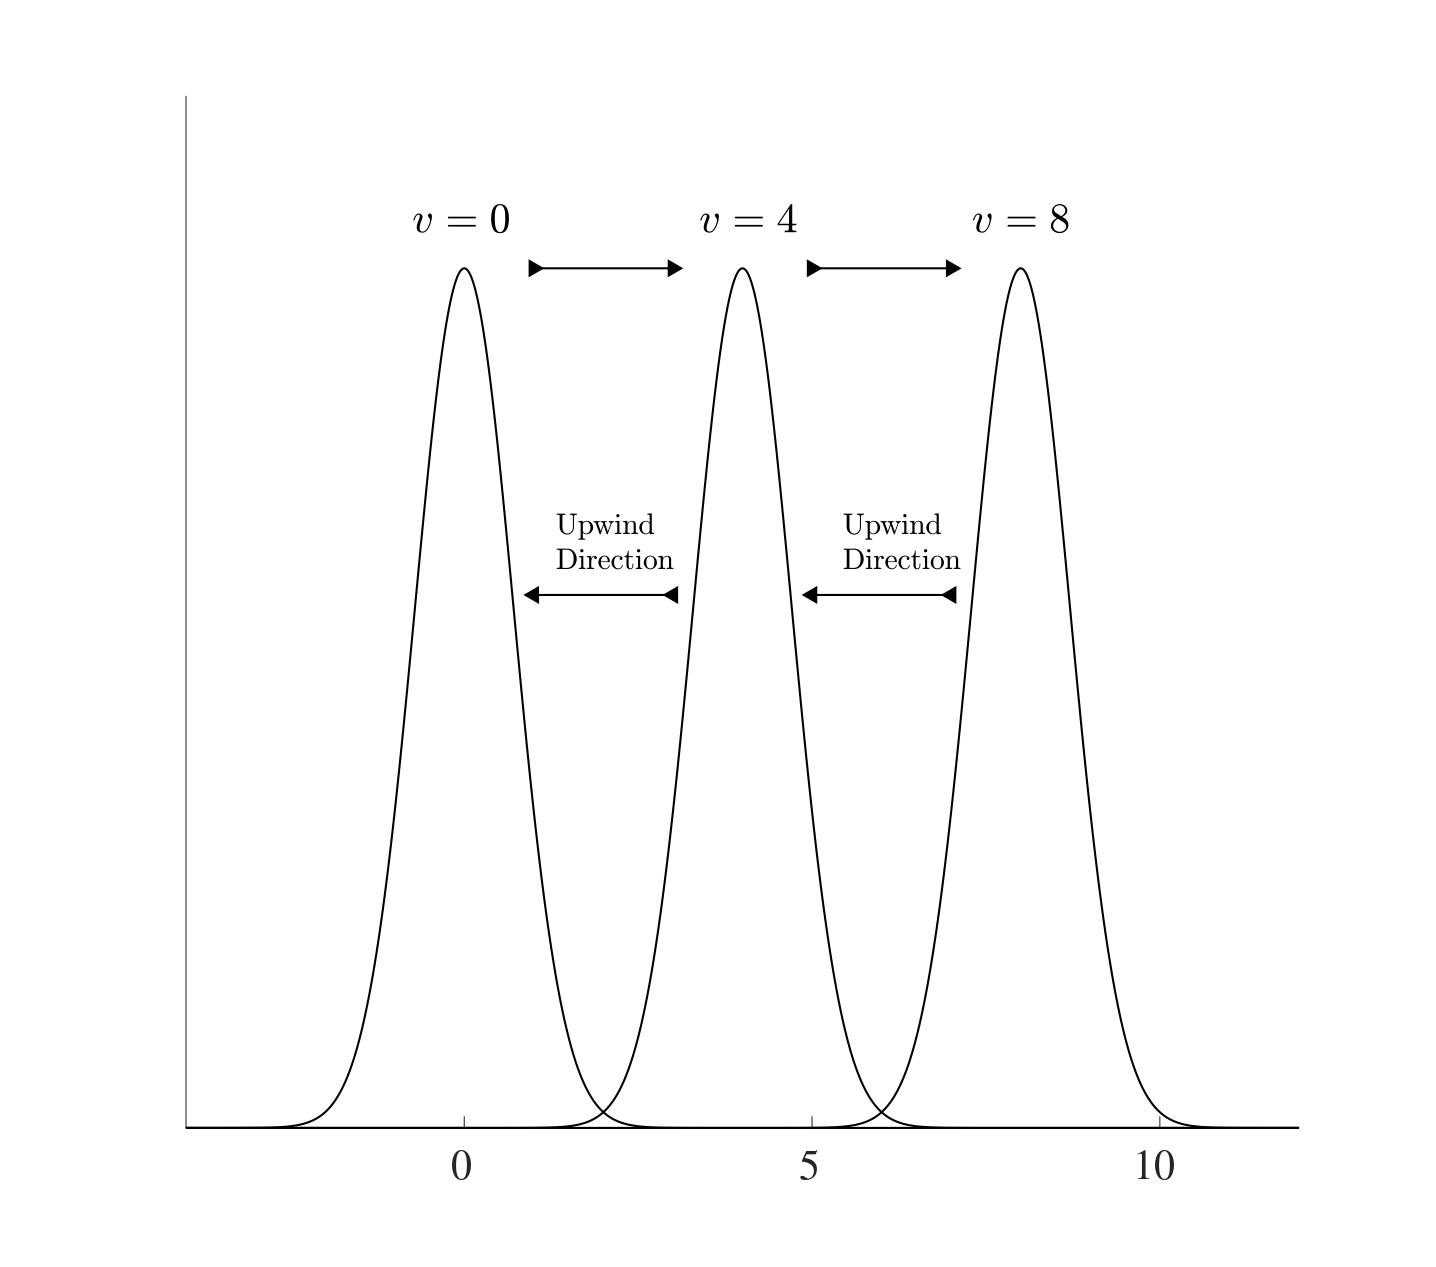 v = 0
v = 4
v = 8
Upwind
Direction
Upwind
Direction
0
5
10